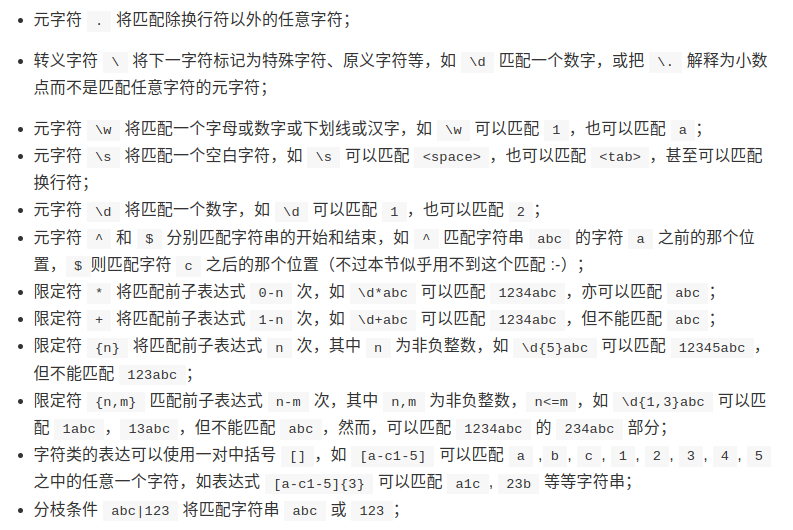 • 元字符 . 将匹配除换行符以外的任意字符；
• 转义字符 \ 将下一字符标记为特殊字符、原义字符等，如 \d 匹配一个数字，或把 \. 解释为小数
点而不是匹配任意字符的元字符；
• 元字符 \w 将匹配一个字母或数字或下划线或汉字，如 \w 可以匹配 1 ，也可以匹配 a ；
• 元字符 \s 将匹配一个空白字符，如 \s 可以匹配 <space> ，也可以匹配 <tab> ，甚至可以匹配
换行符；
• 元字符 \d 将匹配一个数字，如 \d 可以匹配 1 ，也可以匹配 2 ；
• 元字符 ^ 和 $ 分别匹配字符串的开始和结束，如 ^ 匹配字符串 abc 的字符 a 之前的那个位
置， $ 则匹配字符 c 之后的那个位置（不过本节似乎用不到这个匹配 :-）；
• 限定符 * 将匹配前子表达式 0-n 次，如 \d*abc 可以匹配 1234abc ，亦可以匹配 abc ；
• 限定符 + 将匹配前子表达式 1-n 次，如 \d+abc 可以匹配 1234abc ，但不能匹配 abc ；
• 限定符 {n} 将匹配前子表达式 n 次，其中 n 为非负整数，如 \d{5}abc 可以匹配 12345abc ，
但不能匹配 123abc ；
• 限定符 {n,m} 匹配前子表达式 n-m 次，其中 n,m 为非负整数， n<=m ，如 \d{1,3}abc 可以匹
配 1abc ， 13abc ，但不能匹配 abc ，然而，可以匹配 1234abc 的 234abc 部分；
• 字符类的表达可以使用一对中括号 [] ，如 [a-c1-5] 可以匹配 a , b , c , 1 , 2 , 3 , 4 , 5
之中的任意一个字符，如表达式 [a-c1-5]{3} 可以匹配 a1c , 23b 等等字符串；
• 分枝条件 abc|123 将匹配字符串 abc 或 123 ；